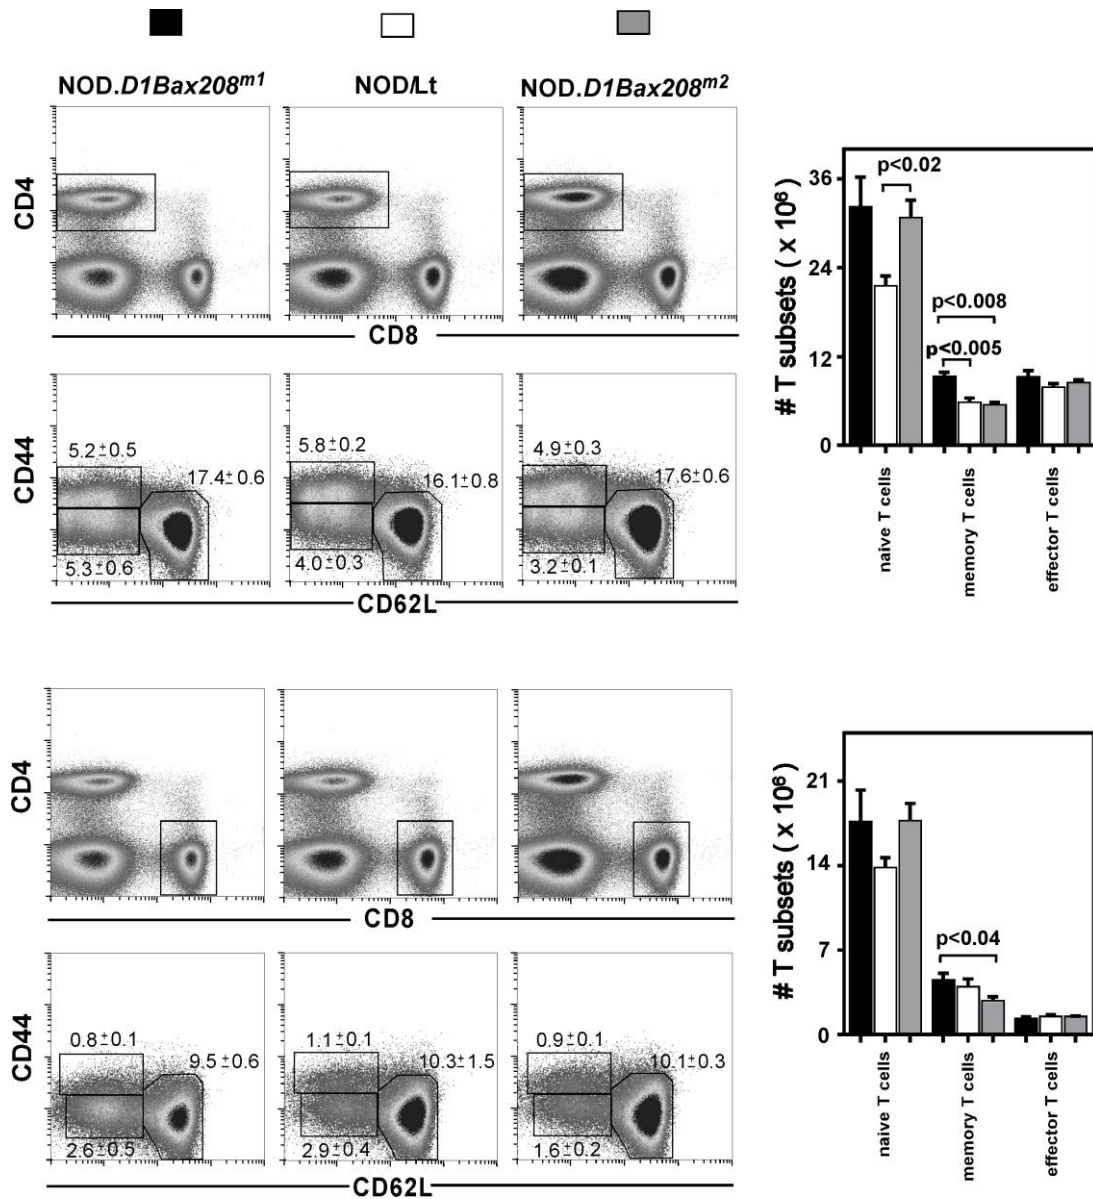 NOD.D1Bax208m1 NOD/Lt NOD.D1Bax208m2
CD4
CD8
CD44
5.2±0.5
17.4±0.6
5.3±0.6
5.8±0.2
16.1±0.8
4.0±0.3
4.9±0.3
17.6±0.6
3.2±0.1
CD62L
# T subsets ( x 10⁶)
36
24
12
0
p<0.02
p<0.008
p<0.005
naive T cells
memory T cells
effector T cells
CD4
CD8
CD44
0.8±0.1
9.5±0.6
2.6±0.5
1.1±0.1
10.3±1.5
2.9±0.4
0.9±0.1
10.1±0.3
1.6±0.2
CD62L
# T subsets ( x 10⁶)
21
14
7
0
p<0.04
naive T cells
memory T cells
effector T cells